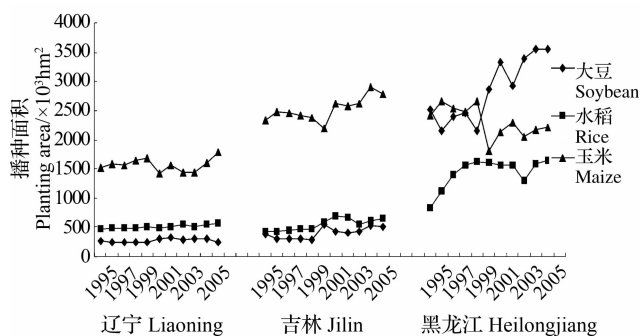 播种面积
Planting area/×10³hm²
4000
3500
3000
2500
2000
1500
1000
500
0
大豆
Soybean
水稻
Rice
玉米
Maize
1995 1997 1999 2001 2003 2005 1995 1997 1999 2001 2003 2005 1995 1997 1999 2001 2003 2005
辽宁 Liaoning 吉林 Jilin 黑龙江 Heilongjiang